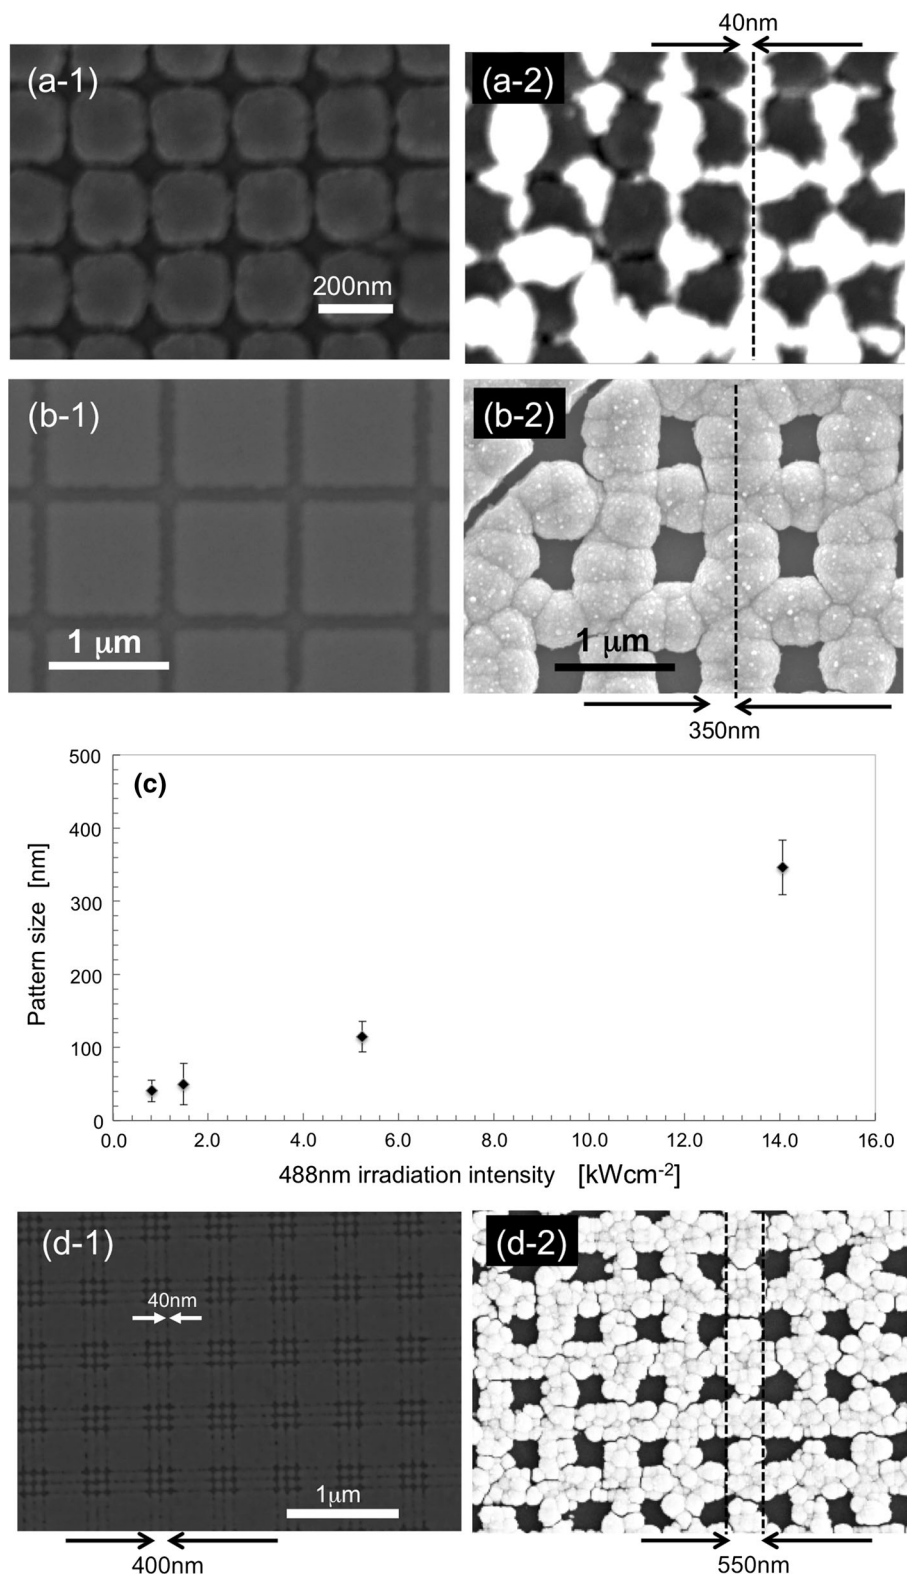 40nm
(a-1)
(a-2)
200nm
(b-1)
(b-2)
1 μm
1 μm
350nm
(c)
500
400
300
200
100
0
Pattern size [nm]
0.0 2.0 4.0 6.0 8.0 10.0 12.0 14.0 16.0
488nm irradiation intensity [kWcm-2]
(d-1)
(d-2)
40nm
1μm
400nm
550nm